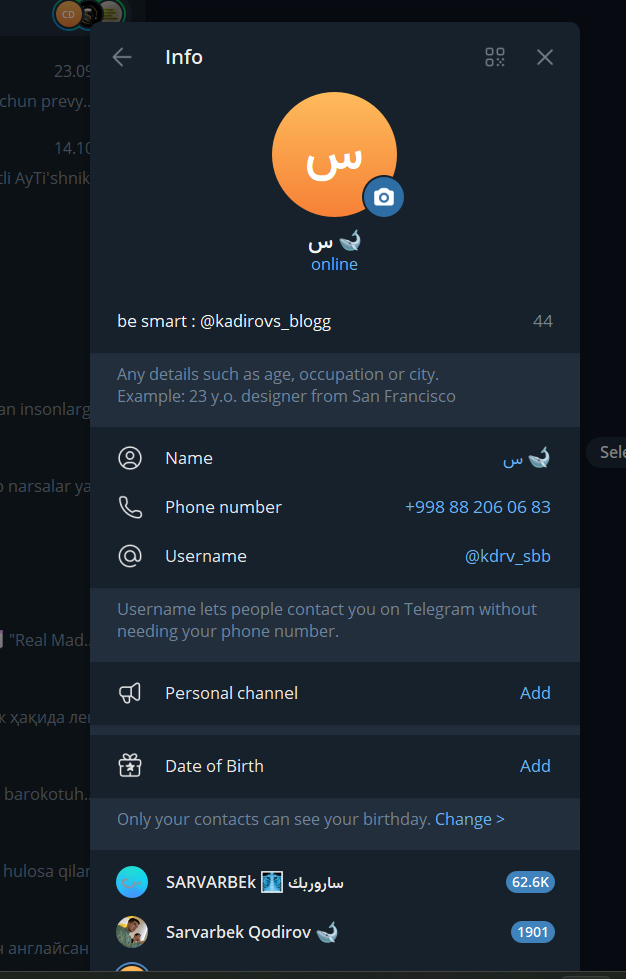 CD
Info
23.09
chun prevy..
س
14.10
tli AyTi'shnik
س 🐋
online
be smart : @kadirovs_blogg 44
Any details such as age, occupation or city.
Example: 23 y.o. designer from San Francisco
an insonlarg
Name س 🐋
o narsalar ya
Phone number +998 88 206 06 83
Username @kdrv_sbb
Username lets people contact you on Telegram without
needing your phone number.
"Real Mad..
Personal channel Add
к ҳақида ле
Date of Birth Add
barokotuh..
Only your contacts can see your birthday. Change >
hulosa qilar
SARVARBEk 🩻 ساروربك 62.6K
Sarvarbek Qodirov 🐋 1901
н англайсан